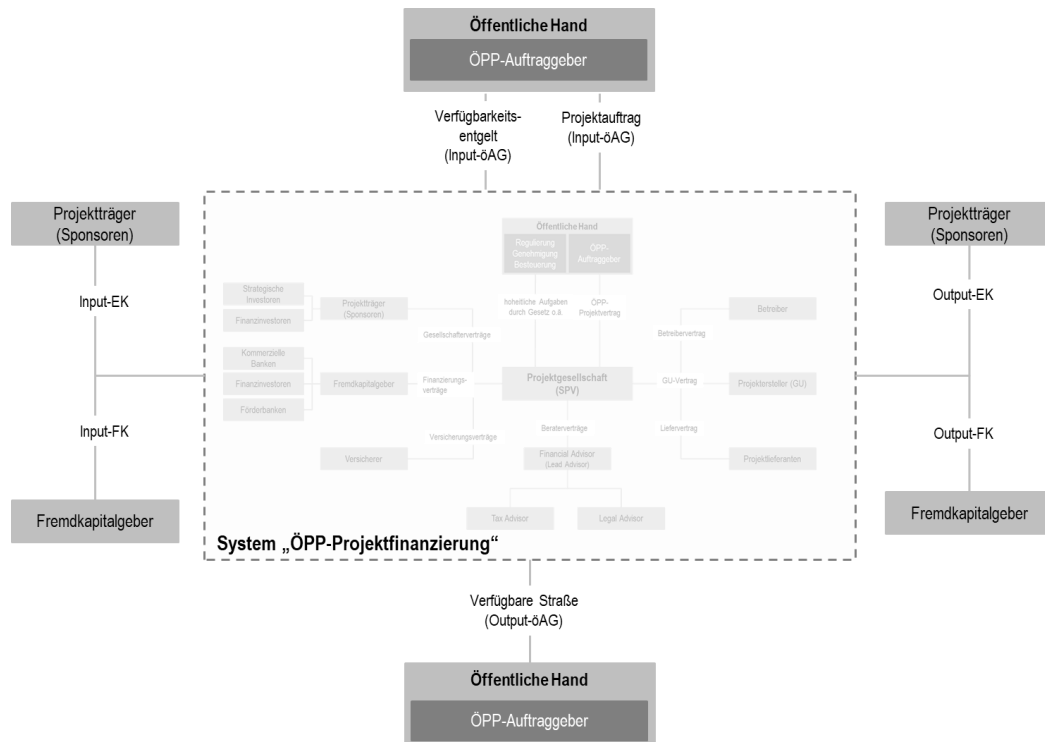 Öffentliche Hand
ÖPP-Auftraggeber
Verfügbarkeits-
entgelt
(Input-öAG)
Projektauftrag
(Input-öAG)
Projektträger
(Sponsoren)
Input-EK
Input-FK
Fremdkapitalgeber
Öffentliche Hand
Regulierung
Genehmigung
Besteuerung
ÖPP-
Auftraggeber
hoheitliche Aufgaben
durch Gesetz o.ä.
ÖPP-
Projektvertrag
Strategische
Investoren
Finanzinvestoren
Projektträger
(Sponsoren)
Gesellschafterverträge
Kommerzielle
Banken
Finanzinvestoren
Förderbanken
Fremdkapitalgeber
Finanzierungs-
verträge
Versicherungsverträge
Versicherer
Projektgesellschaft
(SPV)
Beraterverträge
Financial Advisor
(Lead Advisor)
Tax Advisor
Legal Advisor
Betreibervertrag
Betreiber
GU-Vertrag
Projektersteller (GU)
Liefervertrag
Projektlieferanten
System „ÖPP-Projektfinanzierung“
Projektträger
(Sponsoren)
Output-EK
Output-FK
Fremdkapitalgeber
Verfügbare Straße
(Output-öAG)
Öffentliche Hand
ÖPP-Auftraggeber